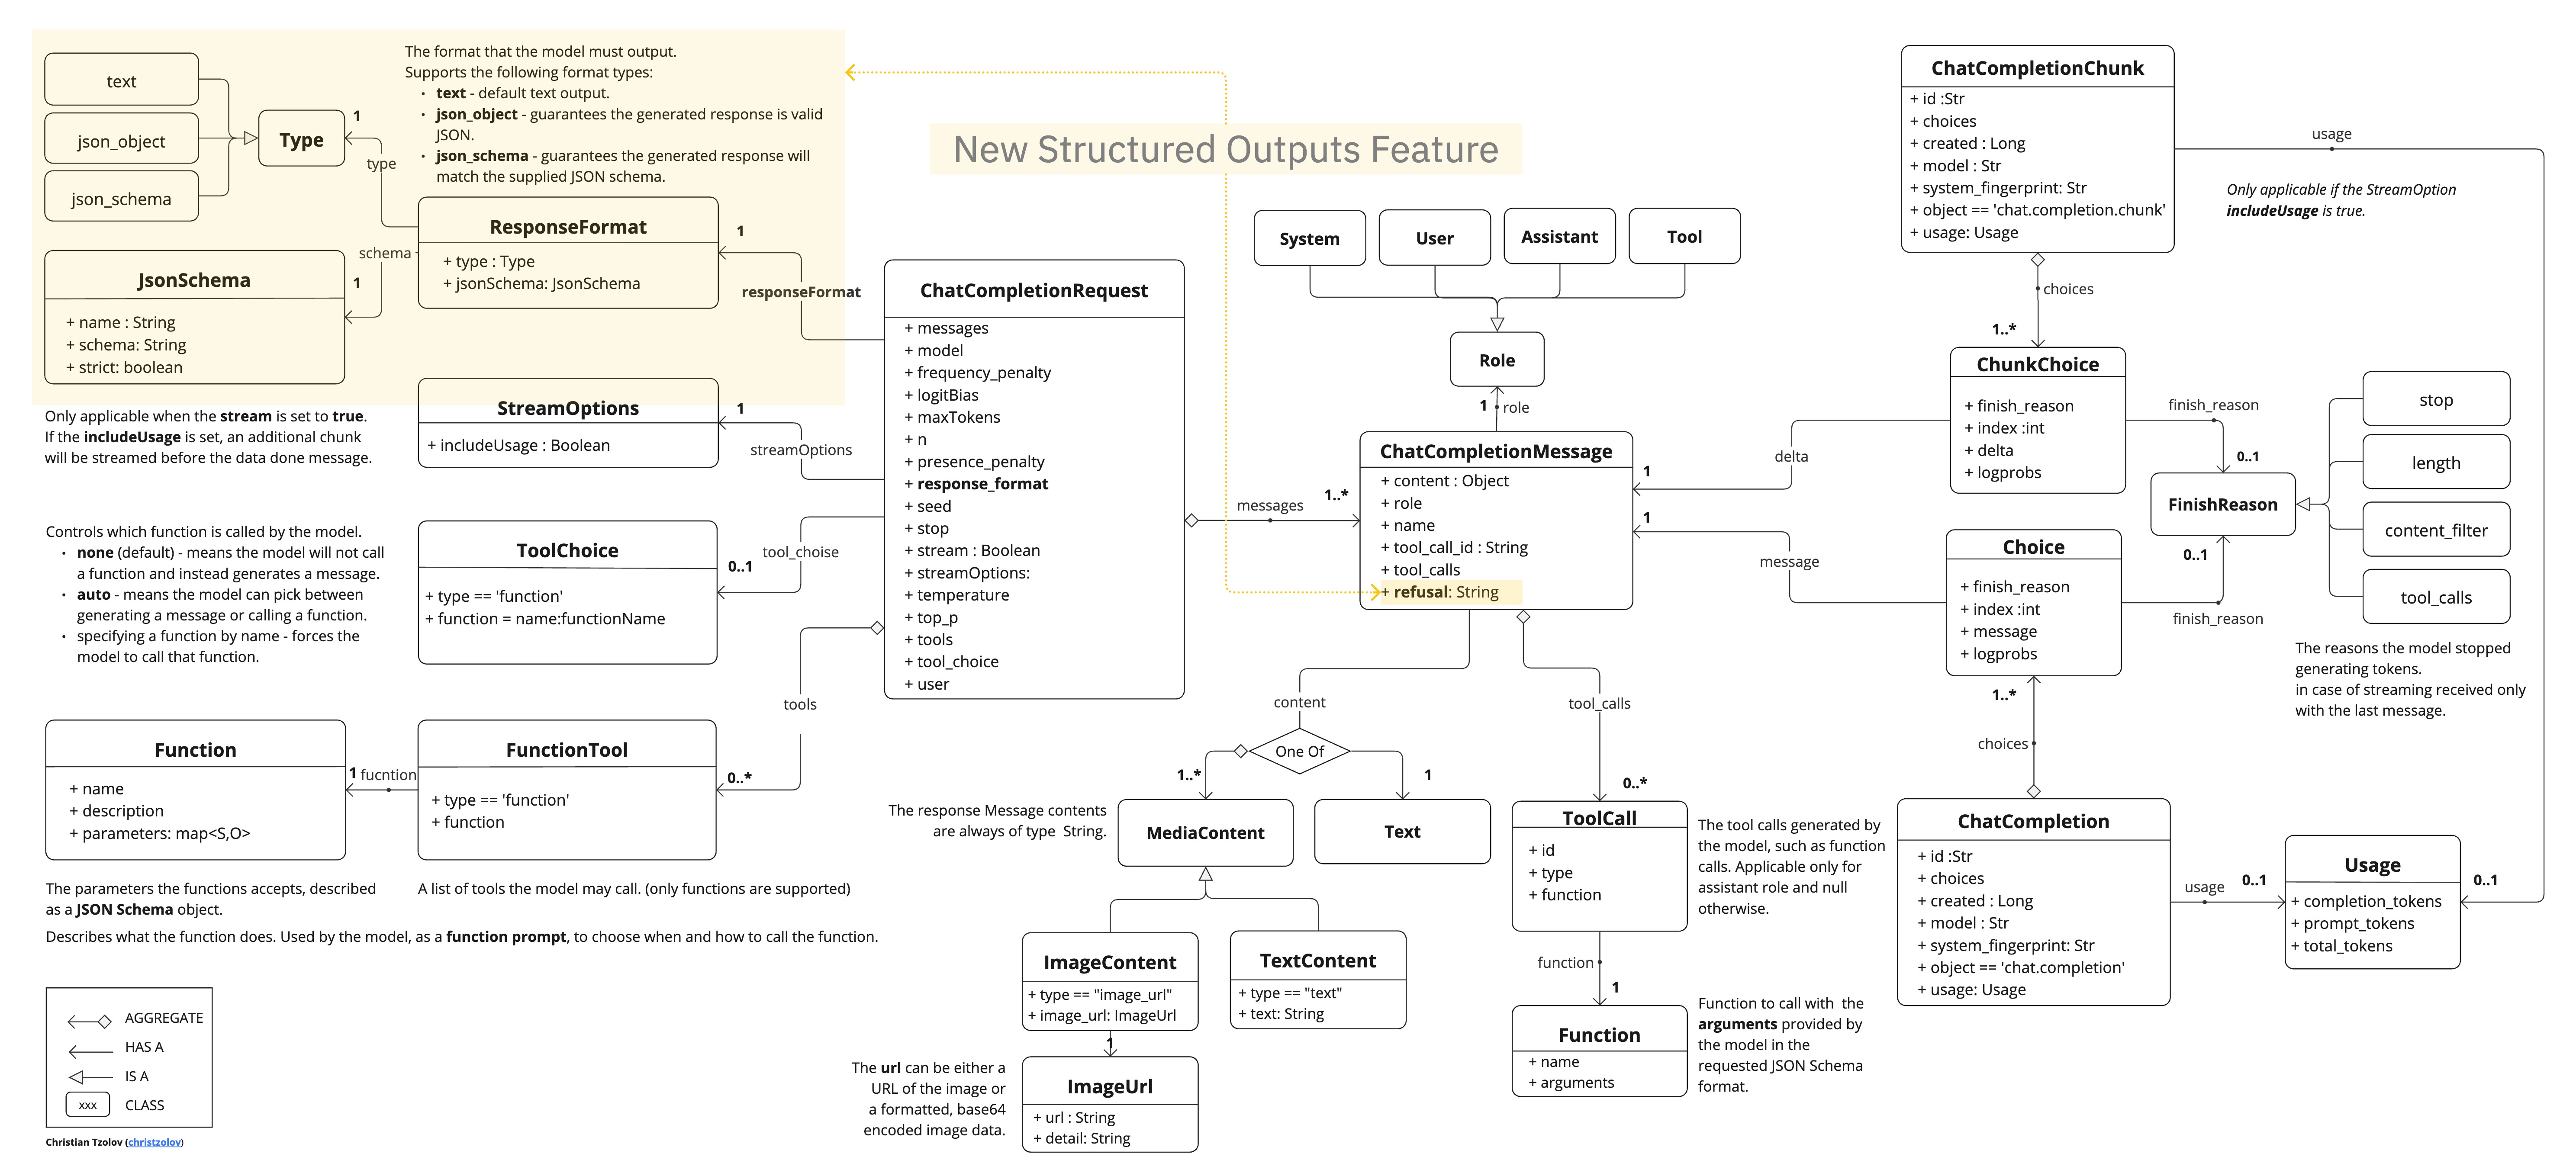 text
json_object
json_schema
Type
1
type
The format that the model must output.
Supports the following format types:
• text - default text output.
• json_object - guarantees the generated response is valid
JSON.
• json_schema - guarantees the generated response will
match the supplied JSON schema.
ResponseFormat
+ type : Type
+ jsonSchema: JsonSchema
1
responseFormat
schema
1
JsonSchema
+ name : String
+ schema: String
+ strict: boolean
New Structured Outputs Feature
StreamOptions
+ includeUsage : Boolean
1
streamOptions
Only applicable when the stream is set to true.
If the includeUsage is set, an additional chunk
will be streamed before the data done message.
Controls which function is called by the model.
• none (default) - means the model will not call
a function and instead generates a message.
• auto - means the model can pick between
generating a message or calling a function.
• specifying a function by name - forces the
model to call that function.
ToolChoice
+ type == 'function'
+ function = name:functionName
tool_choise
0..1
tools
0..*
Function
+ name
+ description
+ parameters: map<S,O>
1 fucntion
FunctionTool
+ type == 'function'
+ function
The parameters the functions accepts, described
as a JSON Schema object.
A list of tools the model may call. (only functions are supported)
Describes what the function does. Used by the model, as a function prompt, to choose when and how to call the function.
AGGREGATE
HAS A
IS A
xxx
CLASS
Christian Tzolov (christzolov)
ChatCompletionRequest
+ messages
+ model
+ frequency_penalty
+ logitBias
+ maxTokens
+ n
+ presence_penalty
+ response_format
+ seed
+ stop
+ stream : Boolean
+ streamOptions:
+ temperature
+ top_p
+ tools
+ tool_choice
+ user
messages
1..*
System
User
Assistant
Tool
Role
1
role
ChatCompletionMessage
+ content : Object
+ role
+ name
+ tool_call_id : String
+ tool_calls
+ refusal: String
1
1
delta
message
content
tool_calls
One Of
1..*
1
0..*
The response Message contents
are always of type  String.
MediaContent
Text
ImageContent
+ type == "image_url"
+ image_url: ImageUrl
TextContent
+ type == "text"
+ text: String
1
The url can be either a
URL of the image or
a formatted, base64
encoded image data.
ImageUrl
+ url : String
+ detail: String
ToolCall
+ id
+ type
+ function
The tool calls generated by
the model, such as function
calls. Applicable only for
assistant role and null
otherwise.
function
1
Function
+ name
+ arguments
Function to call with  the
arguments provided by
the model in the
requested JSON Schema
format.
ChatCompletionChunk
+ id :Str
+ choices
+ created : Long
+ model : Str
+ system_fingerprint: Str
+ object == 'chat.completion.chunk'
+ usage: Usage
usage
Only applicable if the StreamOption
includeUsage is true.
choices
1..*
ChunkChoice
+ finish_reason
+ index :int
+ delta
+ logprobs
finish_reason
0..1
FinishReason
0..1
finish_reason
stop
length
content_filter
tool_calls
The reasons the model stopped
generating tokens.
in case of streaming received only
with the last message.
Choice
+ finish_reason
+ index :int
+ message
+ logprobs
1..*
choices
ChatCompletion
+ id :Str
+ choices
+ created : Long
+ model : Str
+ system_fingerprint: Str
+ object == 'chat.completion'
+ usage: Usage
usage
0..1
Usage
+ completion_tokens
+ prompt_tokens
+ total_tokens
0..1